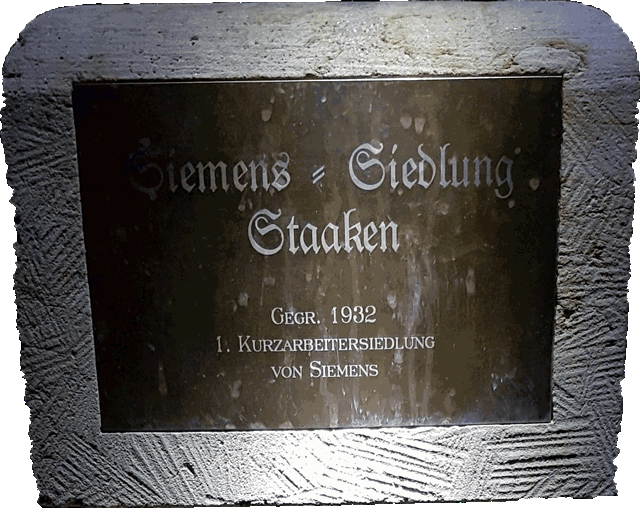 Siemens-Siedlung
Staaken
Gegr. 1932
1. Kurzarbeitersiedlung
von Siemens